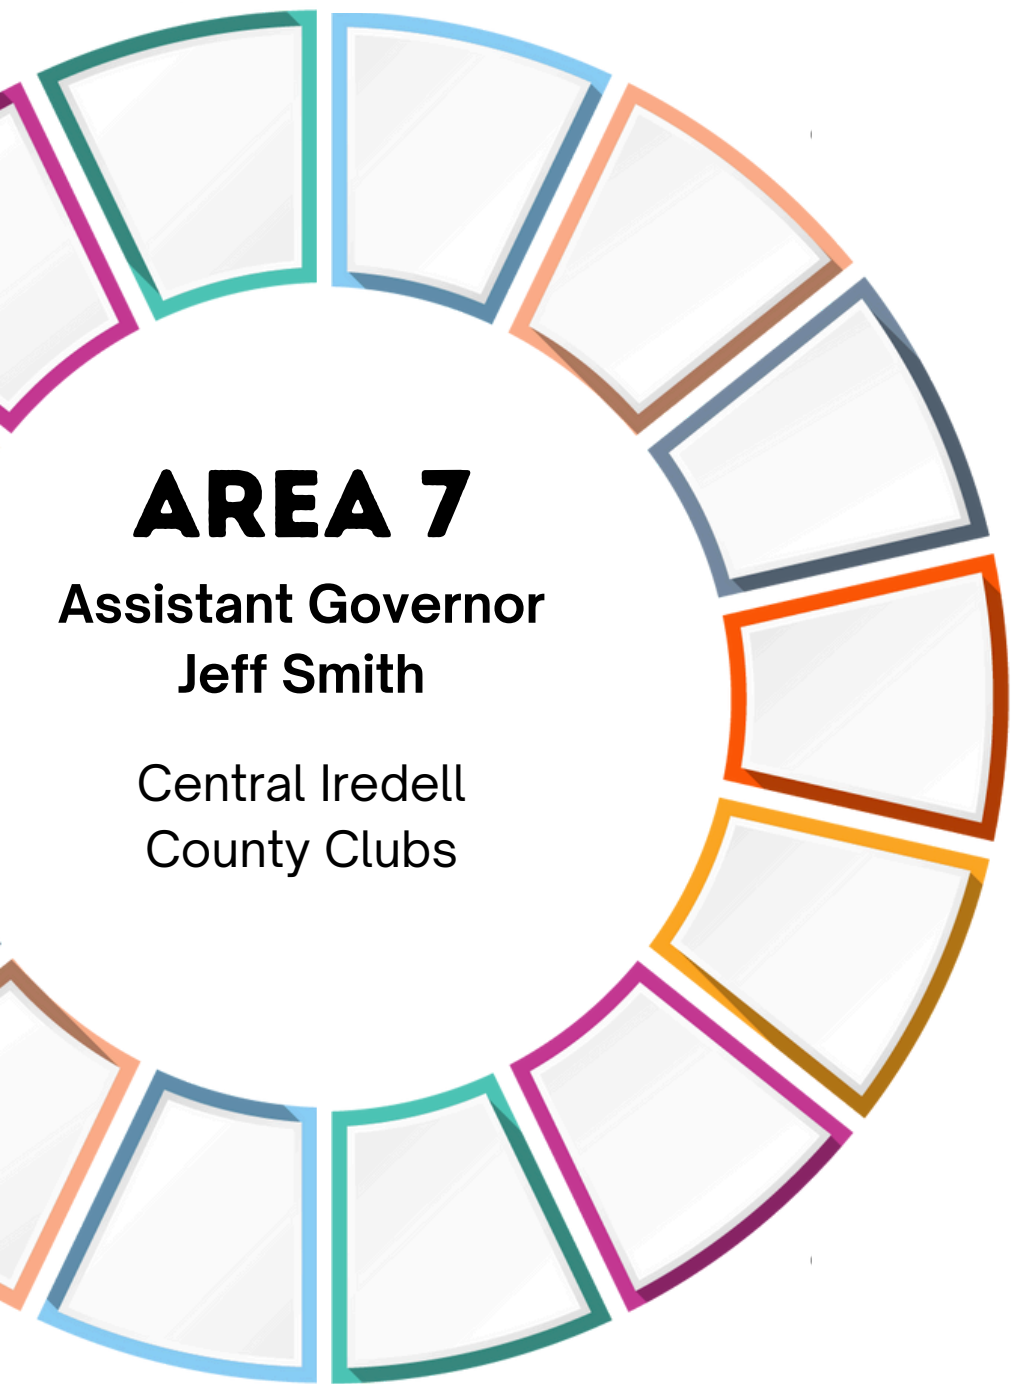 AREA 7
Assistant Governor
Jeff Smith
Central Iredell
County Clubs